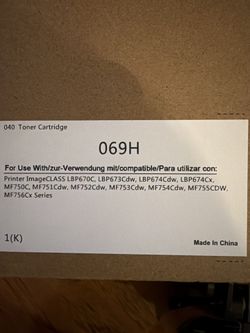 040 Toner Cartridge
069H
For Use With/zur-Verwendung mit/compatible/Para utilizar con:
Printer ImageCLASS LBP670C, LBP673Cdw, LBP674Cdw, LBP674Cx,
MF750C, MF751Cdw, MF752Cdw, MF753Cdw, MF754Cdw, MF755CDW,
MF756Cx Series
1(K)
Made In China